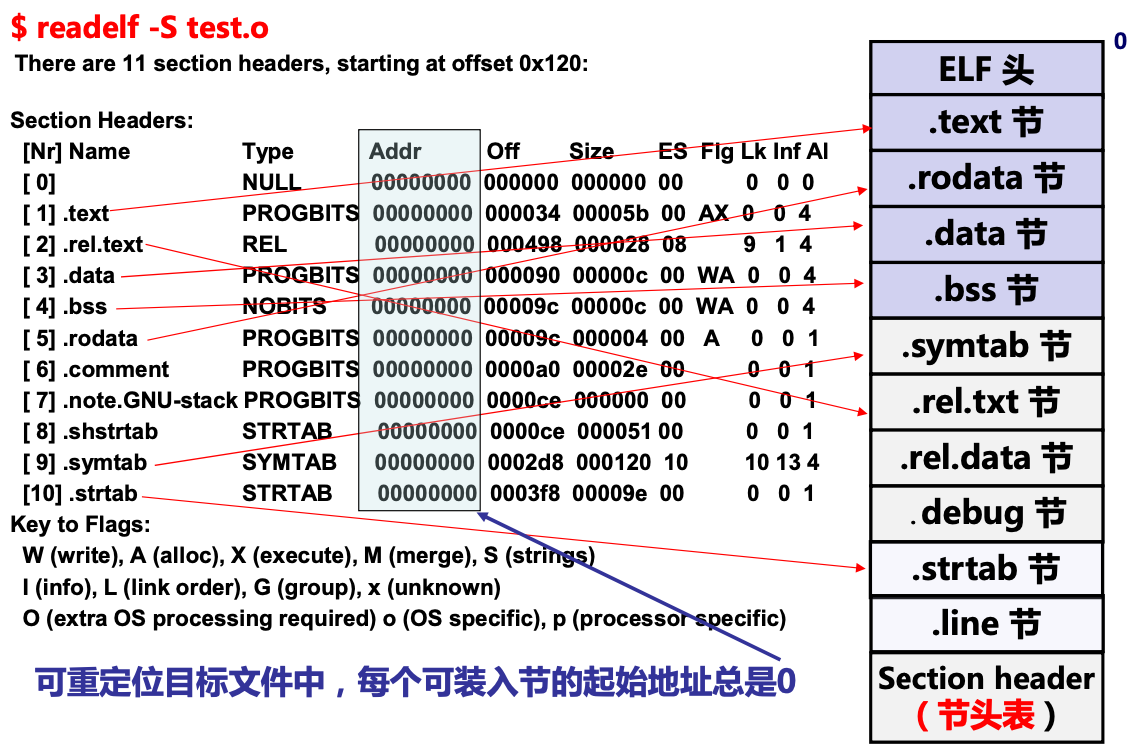 $ readelf -S test.o
There are 11 section headers, starting at offset 0x120:
Section Headers:
[Nr] Name Type Addr Off Size ES Flg Lk Inf Al
[ 0] NULL 00000000 000000 000000 00 0 0 0
[ 1] .text PROGBITS 00000000 000034 00005b 00 AX 0 0 4
[ 2] .rel.text REL 00000000 000498 000028 08 9 1 4
[ 3] .data PROGBITS 00000000 000090 00000c 00 WA 0 0 4
[ 4] .bss NOBITS 00000000 00009c 00000c 00 WA 0 0 4
[ 5] .rodata PROGBITS 00000000 00009c 000004 00 A 0 0 1
[ 6] .comment PROGBITS 00000000 0000a0 00002e 00 0 0 1
[ 7] .note.GNU-stack PROGBITS 00000000 0000ce 000000 00 0 0 1
[ 8] .shstrtab STRTAB 00000000 0000ce 000051 00 0 0 1
[ 9] .symtab SYMTAB 00000000 0002d8 000120 10 10 13 4
[10] .strtab STRTAB 00000000 0003f8 00009e 00 0 0 1
Key to Flags:
W (write), A (alloc), X (execute), M (merge), S (strings)
I (info), L (link order), G (group), x (unknown)
O (extra OS processing required) o (OS specific), p (processor specific)
可重定位目标文件中，每个可装入节的起始地址总是0
0
ELF 头
.text 节
.rodata 节
.data 节
.bss 节
.symtab 节
.rel.txt 节
.rel.data 节
.debug 节
.strtab 节
.line 节
Section header
（节头表）